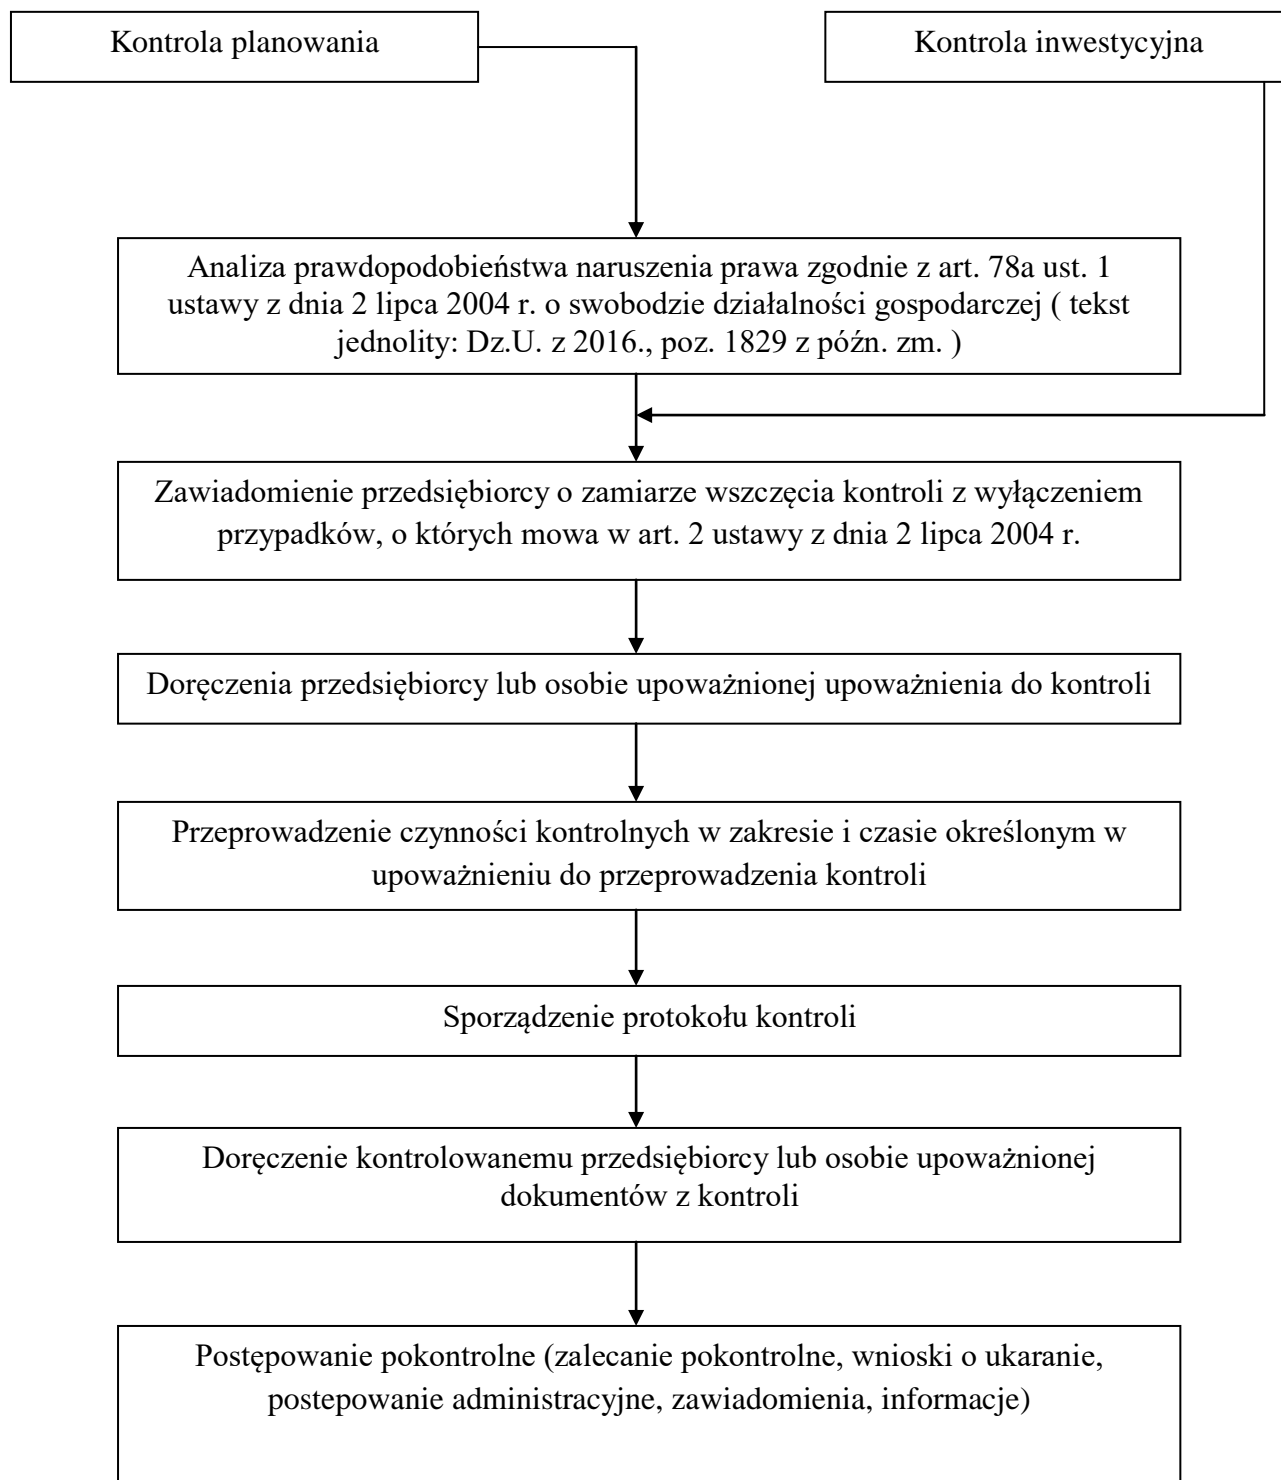 Kontrola planowania
Kontrola inwestycyjna
Analiza prawdopodobieństwa naruszenia prawa zgodnie z art. 78a ust. 1
ustawy z dnia 2 lipca 2004 r. o swobodzie działalności gospodarczej ( tekst
jednolity: Dz.U. z 2016., poz. 1829 z późn. zm. )
Zawiadomienie przedsiębiorcy o zamiarze wszczęcia kontroli z wyłączeniem
przypadków, o których mowa w art. 2 ustawy z dnia 2 lipca 2004 r.
Doręczenia przedsiębiorcy lub osobie upoważnionej upoważnienia do kontroli
Przeprowadzenie czynności kontrolnych w zakresie i czasie określonym w
upoważnieniu do przeprowadzenia kontroli
Sporządzenie protokołu kontroli
Doręczenie kontrolowanemu przedsiębiorcy lub osobie upoważnionej
dokumentów z kontroli
Postępowanie pokontrolne (zalecanie pokontrolne, wnioski o ukaranie,
postepowanie administracyjne, zawiadomienia, informacje)